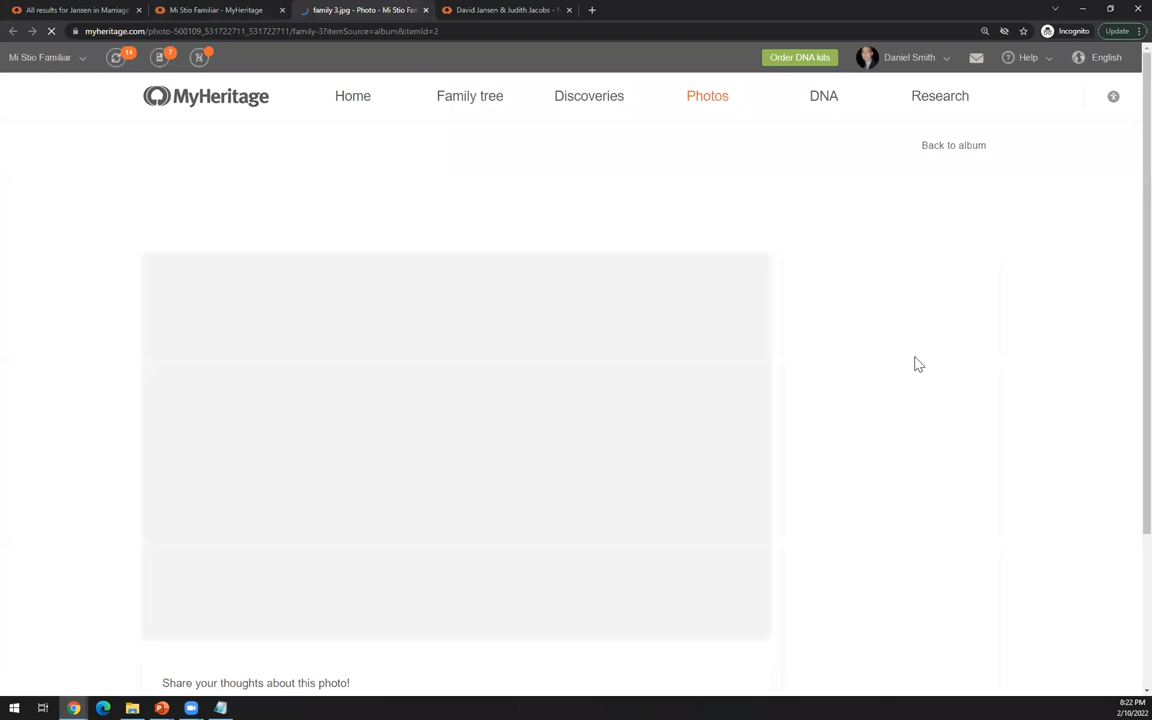 All results for Jansen in Marriage
Mi Stio Familiar - MyHeritage
family 3.jpg - Photo - Mi Stio Fam
David Jansen & Judith Jacobs -
myheritage.com/photo-500109_531722711_531722711/family-3?itemSource=album&itemId=2
Incognito
Update
Mi Stio Familiar
14
7
Order DNA kits
Daniel Smith
Help
English
MyHeritage
Home
Family tree
Discoveries
Photos
DNA
Research
Back to album
Share your thoughts about this photo!
8:22 PM
2/10/2022